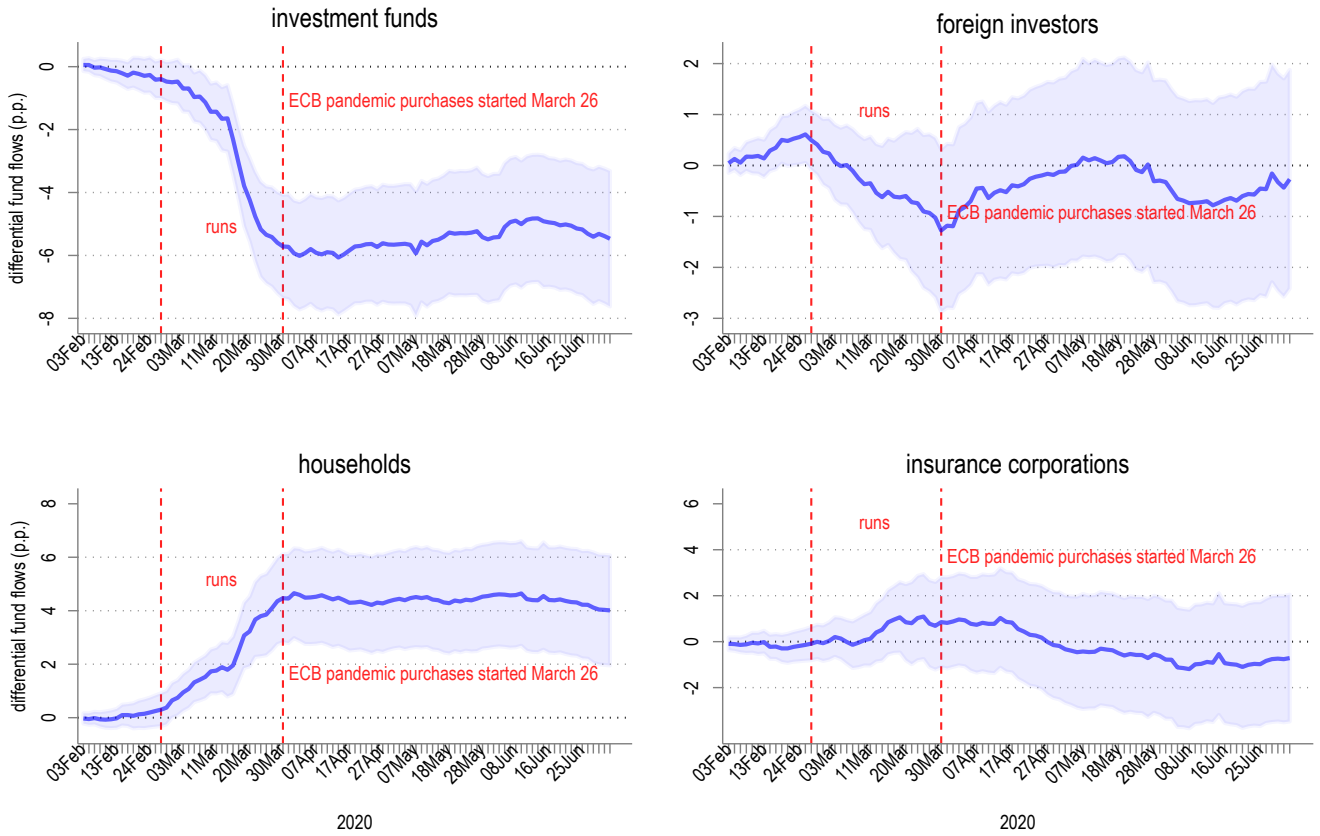 investment funds
differential fund flows (p.p.)
0
-2
-4
-6
-8
ECB pandemic purchases started March 26
runs
03Feb 13Feb 24Feb 03Mar 11Mar 20Mar 30Mar 07Apr 17Apr 27Apr 07May 18May 28May 08Jun 16Jun 25Jun
foreign investors
2
1
0
-1
-2
-3
runs
ECB pandemic purchases started March 26
03Feb 13Feb 24Feb 03Mar 11Mar 20Mar 30Mar 07Apr 17Apr 27Apr 07May 18May 28May 08Jun 16Jun 25Jun
households
differential fund flows (p.p.)
8
6
4
2
0
runs
ECB pandemic purchases started March 26
03Feb 13Feb 24Feb 03Mar 11Mar 20Mar 30Mar 07Apr 17Apr 27Apr 07May 18May 28May 08Jun 16Jun 25Jun
2020
insurance corporations
6
4
2
0
2
runs
ECB pandemic purchases started March 26
03Feb 13Feb 24Feb 03Mar 11Mar 20Mar 30Mar 07Apr 17Apr 27Apr 07May 18May 28May 08Jun 16Jun 25Jun
2020